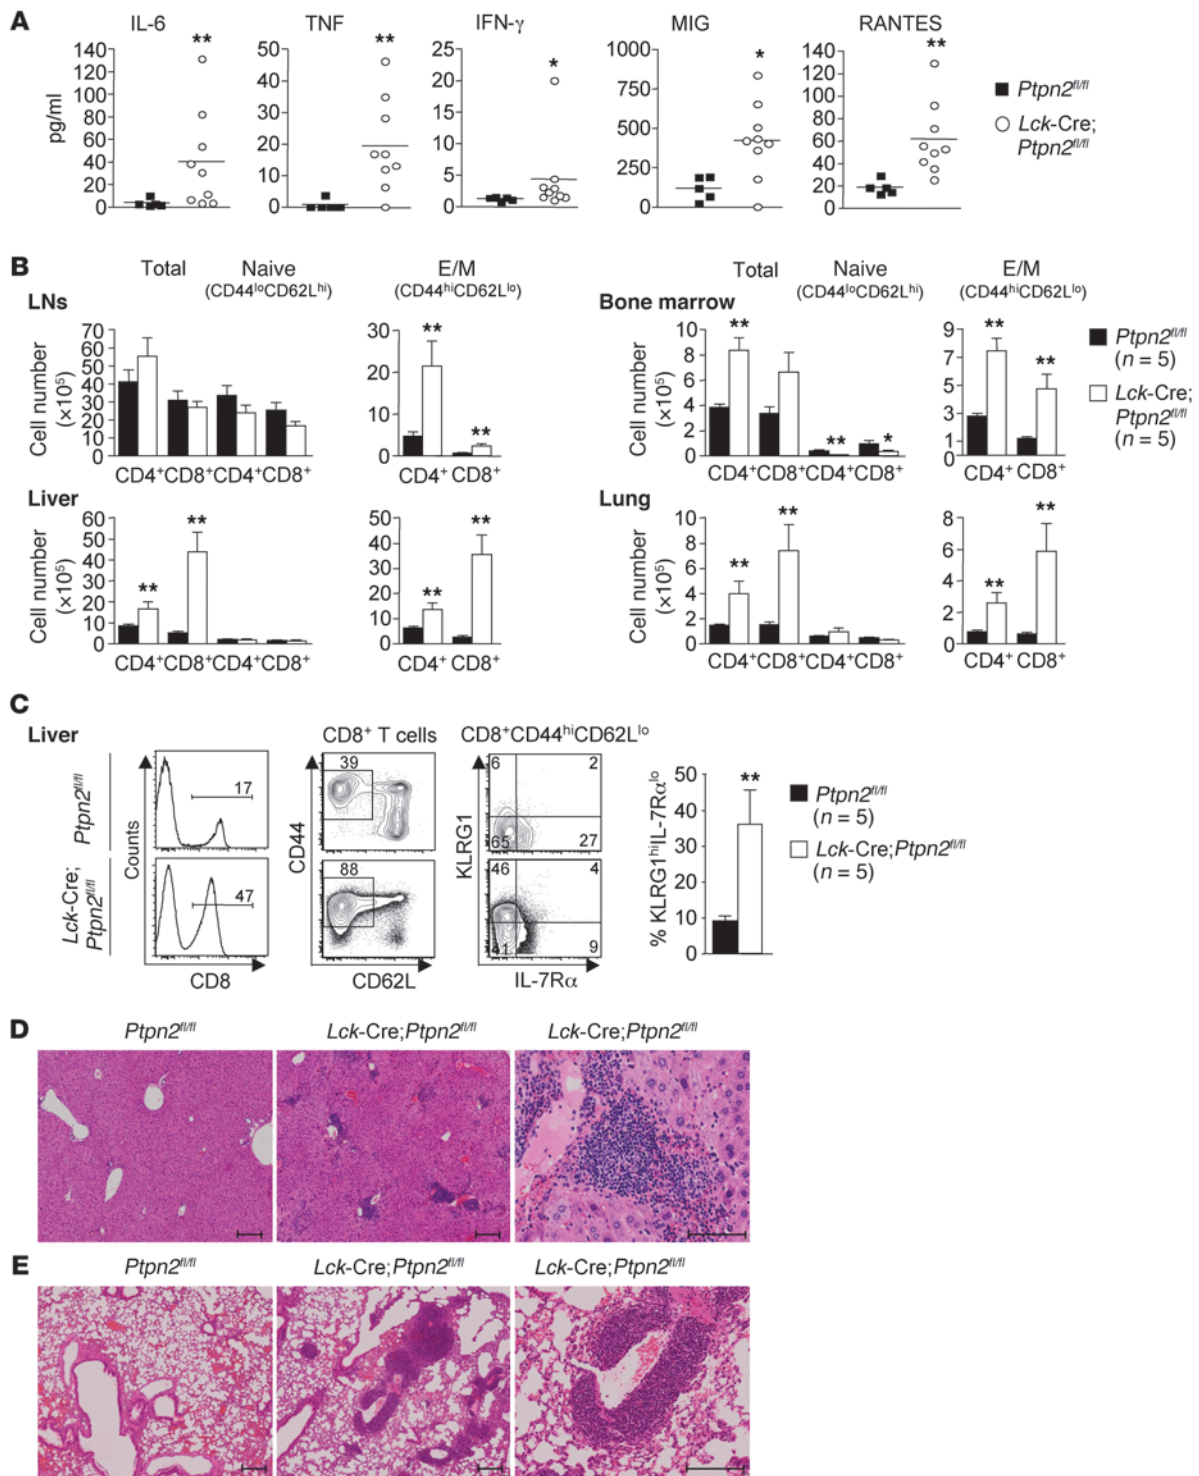 A
IL-6 TNF IFN-γ MIG RANTES
pg/ml
140 120 100 80 60 40 20 0
**
50 40 30 20 10 0
**
25 20 15 10 5 0
*
1000 750 500 250 0
*
140 120 100 80 60 40 20 0
**
Ptpn2fl/fl
Lck-Cre;
Ptpn2fl/fl
B
Total Naive E/M
(CD44loCD62Lhi) (CD44hiCD62Llo)
LNs
Cell number
(×10⁵)
70 60 50 40 30 20 10 0
CD4⁺CD8⁺CD4⁺CD8⁺
30 20 10 0
** **
CD4⁺ CD8⁺
Liver
Cell number
(×10⁵)
60 50 40 30 20 10 0
** **
CD4⁺CD8⁺CD4⁺CD8⁺
50 40 30 20 10 0
** **
CD4⁺ CD8⁺
Total Naive E/M
(CD44loCD62Lhi) (CD44hiCD62Llo)
Bone marrow
Cell number
(×10⁵)
10 8 6 4 2 0
** ** *
CD4⁺CD8⁺CD4⁺CD8⁺
9 7 5 3 1 0
** **
CD4⁺ CD8⁺
Ptpn2fl/fl
(n = 5)
Lck-Cre;
Ptpn2fl/fl
(n = 5)
Lung
Cell number
(×10⁵)
10 8 6 4 2 0
** **
CD4⁺CD8⁺CD4⁺CD8⁺
8 6 4 2 0
** **
CD4⁺ CD8⁺
C
Liver
CD8⁺ T cells CD8⁺CD44hiCD62Llo
Ptpn2fl/fl
Lck-Cre;
Ptpn2fl/fl
Counts
17
47
CD8
CD44
39
88
CD62L
KLRG1
6 2
65 27
46 4
41 9
IL-7Rα
% KLRG1hiIL-7Rαlo
50 40 30 20 10 0
**
Ptpn2fl/fl
(n = 5)
Lck-Cre;Ptpn2fl/fl
(n = 5)
D
Ptpn2fl/fl Lck-Cre;Ptpn2fl/fl Lck-Cre;Ptpn2fl/fl
E
Ptpn2fl/fl Lck-Cre;Ptpn2fl/fl Lck-Cre;Ptpn2fl/fl